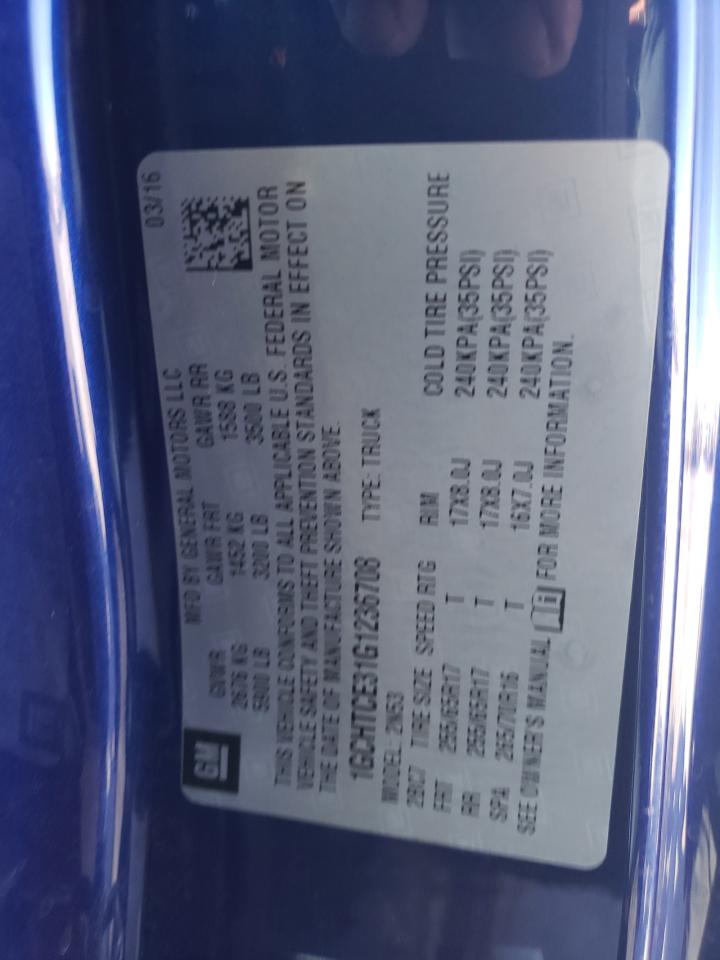 03/16
GM
MFD BY GENERAL MOTORS LLC
GVWR GAWR FRT GAWR RR
2676 KG 1452 KG 1588 KG
5900 LB 3200 LB 3500 LB
THIS VEHICLE CONFORMS TO ALL APPLICABLE U.S. FEDERAL MOTOR
VEHICLE SAFETY AND THEFT PREVENTION STANDARDS IN EFFECT ON
THE DATE OF MANUFACTURE SHOWN ABOVE.
1GCHTCE31G1236708 TYPE: TRUCK
MODEL: 2N53
2BC7 TIRE SIZE SPEED RTG RIM COLD TIRE PRESSURE
FRT 255/65R17 T 17X8.0J 240KPA(35PSI)
RR 255/65R17 T 17X8.0J 240KPA(35PSI)
SPA 265/70R16 T 16X7.0J 240KPA(35PSI)
SEE OWNER'S MANUAL FOR MORE INFORMATION.